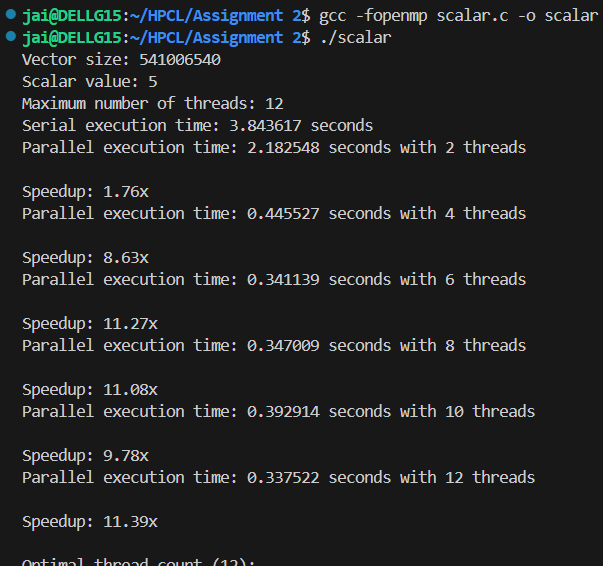 jai@DELLG15:~/HPCL/Assignment 2$ gcc -fopenmp scalar.c -o scalar
jai@DELLG15:~/HPCL/Assignment 2$ ./scalar
Vector size: 541006540
Scalar value: 5
Maximum number of threads: 12
Serial execution time: 3.843617 seconds
Parallel execution time: 2.182548 seconds with 2 threads
Speedup: 1.76x
Parallel execution time: 0.445527 seconds with 4 threads
Speedup: 8.63x
Parallel execution time: 0.341139 seconds with 6 threads
Speedup: 11.27x
Parallel execution time: 0.347009 seconds with 8 threads
Speedup: 11.08x
Parallel execution time: 0.392914 seconds with 10 threads
Speedup: 9.78x
Parallel execution time: 0.337522 seconds with 12 threads
Speedup: 11.39x
Optimal thread count (12):